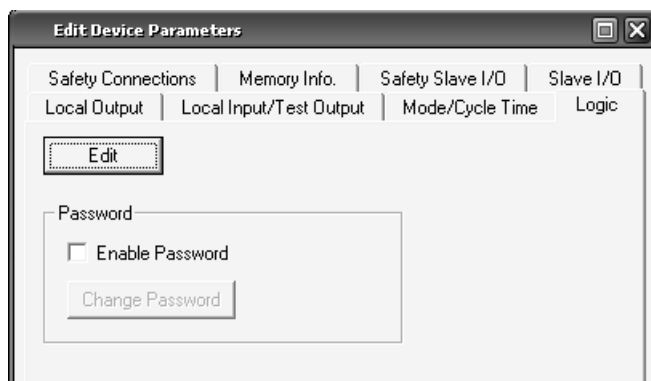 Edit Device Parameters
Safety Connections Memory Info. Safety Slave I/O Slave I/O
Local Output Local Input/Test Output Mode/Cycle Time Logic
Edit
Password
Enable Password
Change Password